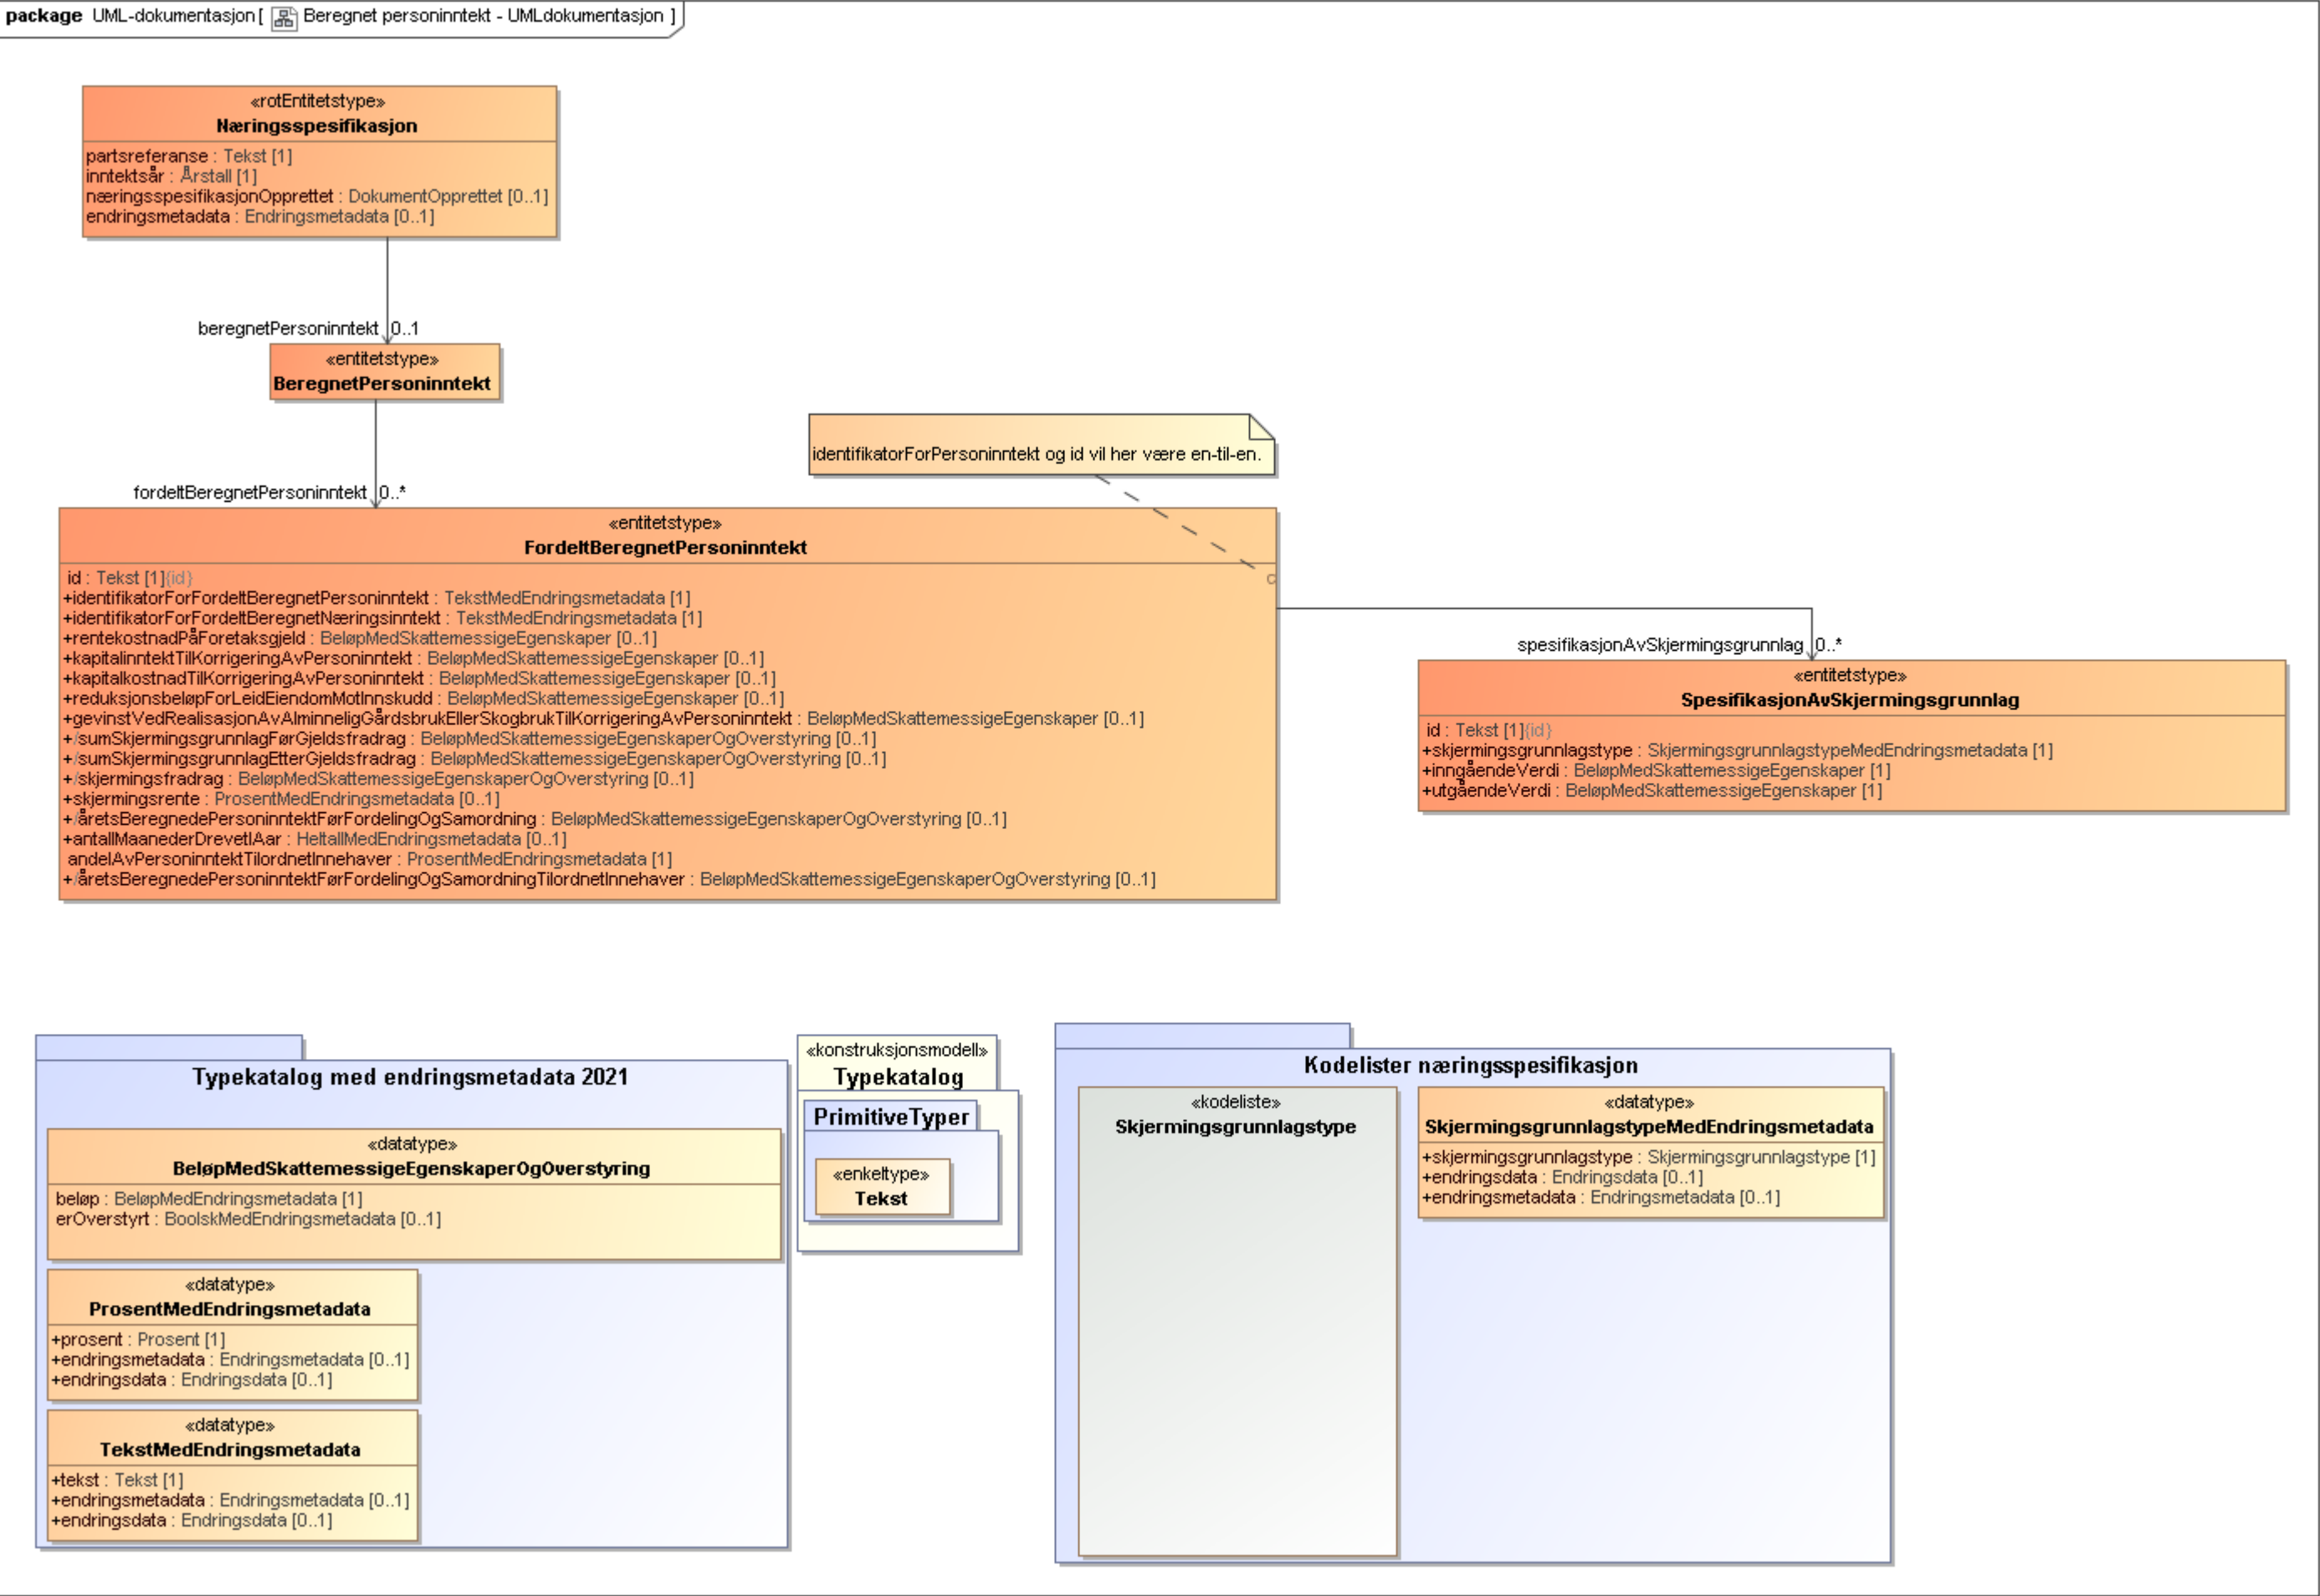 package UML-dokumentasjon[ Beregnet personinntekt - UMLdokumentasjon ]
«rotEntitetstype»
Næringsspesifikasjon
partsreferanse : Tekst [1]
inntektsår : Årstall [1]
næringsspesifikasjonOpprettet : DokumentOpprettet [0..1]
endringsmetadata : Endringsmetadata [0..1]
beregnetPersoninntekt 0..1
«entitetstype»
BeregnetPersoninntekt
identifikatorForPersoninntekt og id vil her være en-til-en.
fordeltBeregnetPersoninntekt 0..*
«entitetstype»
FordeltBeregnetPersoninntekt
id : Tekst [1]{id}
+identifikatorForFordeltBeregnetPersoninntekt : TekstMedEndringsmetadata [1]
+identifikatorForFordeltBeregnetNæringsinntekt : TekstMedEndringsmetadata [1]
+rentekostnadPåForetaksgjeld : BeløpMedSkattemessigeEgenskaper [0..1]
+kapitalinntektTilKorrigeringAvPersoninntekt : BeløpMedSkattemessigeEgenskaper [0..1]
+kapitalkostnadTilKorrigeringAvPersoninntekt : BeløpMedSkattemessigeEgenskaper [0..1]
+reduksjonsbeløpForLeidEiendomMotInnskudd : BeløpMedSkattemessigeEgenskaper [0..1]
+gevinstVedRealisasjonAvAlminneligGårdsbrukEllerSkogbrukTilKorrigeringAvPersoninntekt : BeløpMedSkattemessigeEgenskaper [0..1]
+/sumSkjermingsgrunnlagFørGjeldsfradrag : BeløpMedSkattemessigeEgenskaperOgOverstyring [0..1]
+/sumSkjermingsgrunnlagEtterGjeldsfradrag : BeløpMedSkattemessigeEgenskaperOgOverstyring [0..1]
+/skjermingsfradrag : BeløpMedSkattemessigeEgenskaperOgOverstyring [0..1]
+skjermingsrente : ProsentMedEndringsmetadata [0..1]
+/åretsBeregnedePersoninntektFørFordelingOgSamordning : BeløpMedSkattemessigeEgenskaperOgOverstyring [0..1]
+antallMaanederDrevetIAar : HeltallMedEndringsmetadata [0..1]
andelAvPersoninntektTilordnetInnehaver : ProsentMedEndringsmetadata [1]
+/åretsBeregnedePersoninntektFørFordelingOgSamordningTilordnetInnehaver : BeløpMedSkattemessigeEgenskaperOgOverstyring [0..1]
spesifikasjonAvSkjermingsgrunnlag 0..*
«entitetstype»
SpesifikasjonAvSkjermingsgrunnlag
id : Tekst [1]{id}
+skjermingsgrunnlagstype : SkjermingsgrunnlagstypeMedEndringsmetadata [1]
+inngåendeVerdi : BeløpMedSkattemessigeEgenskaper [1]
+utgåendeVerdi : BeløpMedSkattemessigeEgenskaper [1]
Typekatalog med endringsmetadata 2021
«datatype»
BeløpMedSkattemessigeEgenskaperOgOverstyring
beløp : BeløpMedEndringsmetadata [1]
erOverstyrt : BoolskMedEndringsmetadata [0..1]
«datatype»
ProsentMedEndringsmetadata
+prosent : Prosent [1]
+endringsmetadata : Endringsmetadata [0..1]
+endringsdata : Endringsdata [0..1]
«datatype»
TekstMedEndringsmetadata
+tekst : Tekst [1]
+endringsmetadata : Endringsmetadata [0..1]
+endringsdata : Endringsdata [0..1]
«konstruksjonsmodell»
Typekatalog
PrimitiveTyper
«enkeltype»
Tekst
Kodelister næringsspesifikasjon
«kodeliste»
Skjermingsgrunnlagstype
«datatype»
SkjermingsgrunnlagstypeMedEndringsmetadata
+skjermingsgrunnlagstype : Skjermingsgrunnlagstype [1]
+endringsdata : Endringsdata [0..1]
+endringsmetadata : Endringsmetadata [0..1]